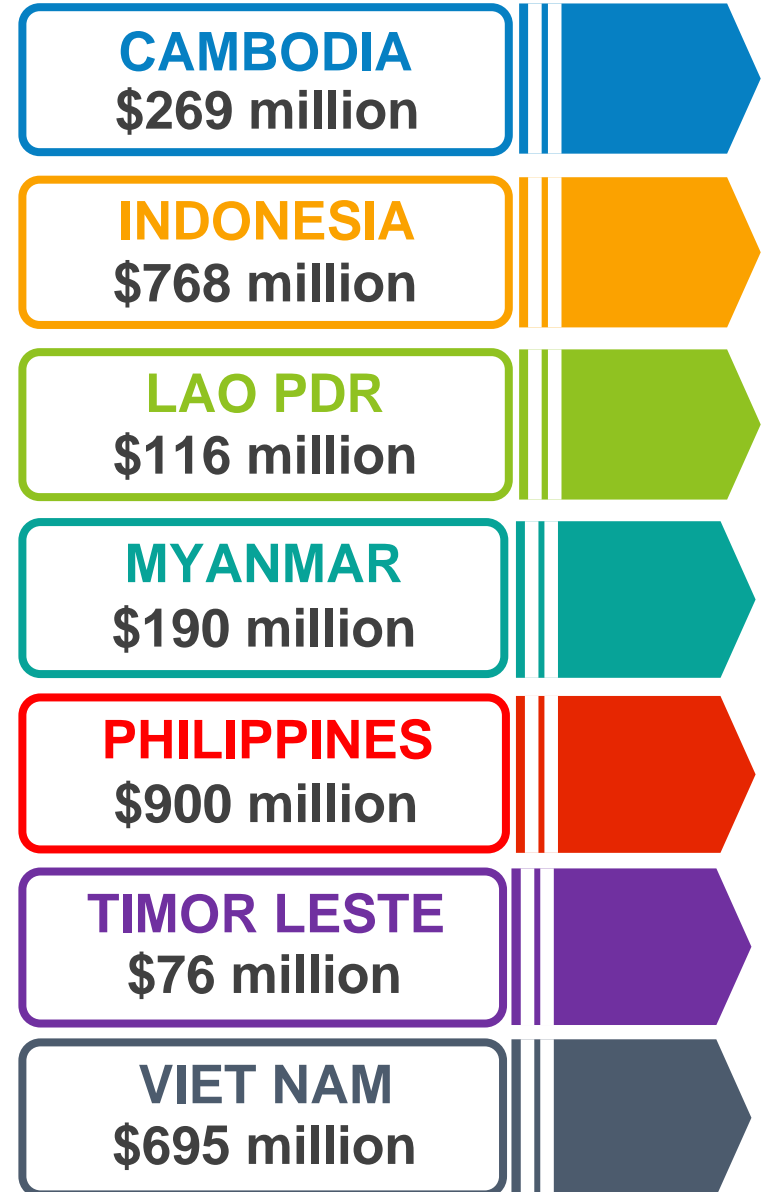 CAMBODIA
$269 million
INDONESIA
$768 million
LAO PDR
$116 million
MYANMAR
$190 million
PHILIPPINES
$900 million
TIMOR LESTE
$76 million
VIET NAM
$695 million